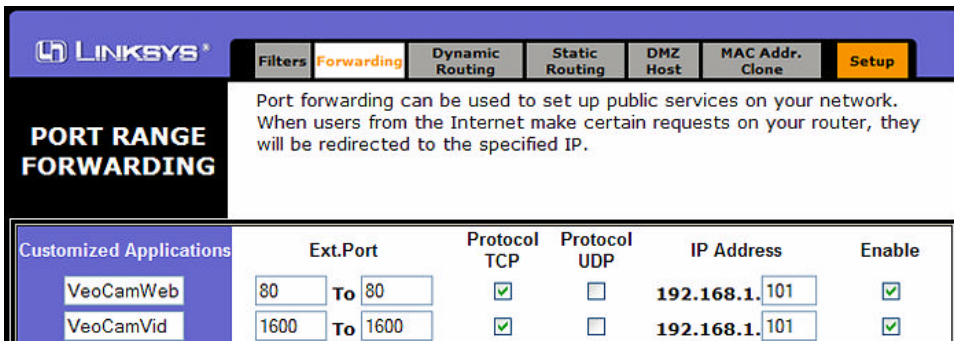 LINKSYS®
Filters Forwarding Dynamic Routing Static Routing DMZ Host MAC Addr. Clone Setup
PORT RANGE
FORWARDING
Port forwarding can be used to set up public services on your network.
When users from the Internet make certain requests on your router, they
will be redirected to the specified IP.
Customized Applications Ext.Port Protocol TCP Protocol UDP IP Address Enable
VeoCamWeb 80 To 80 192.168.1.101
VeoCamVid 1600 To 1600 192.168.1.101